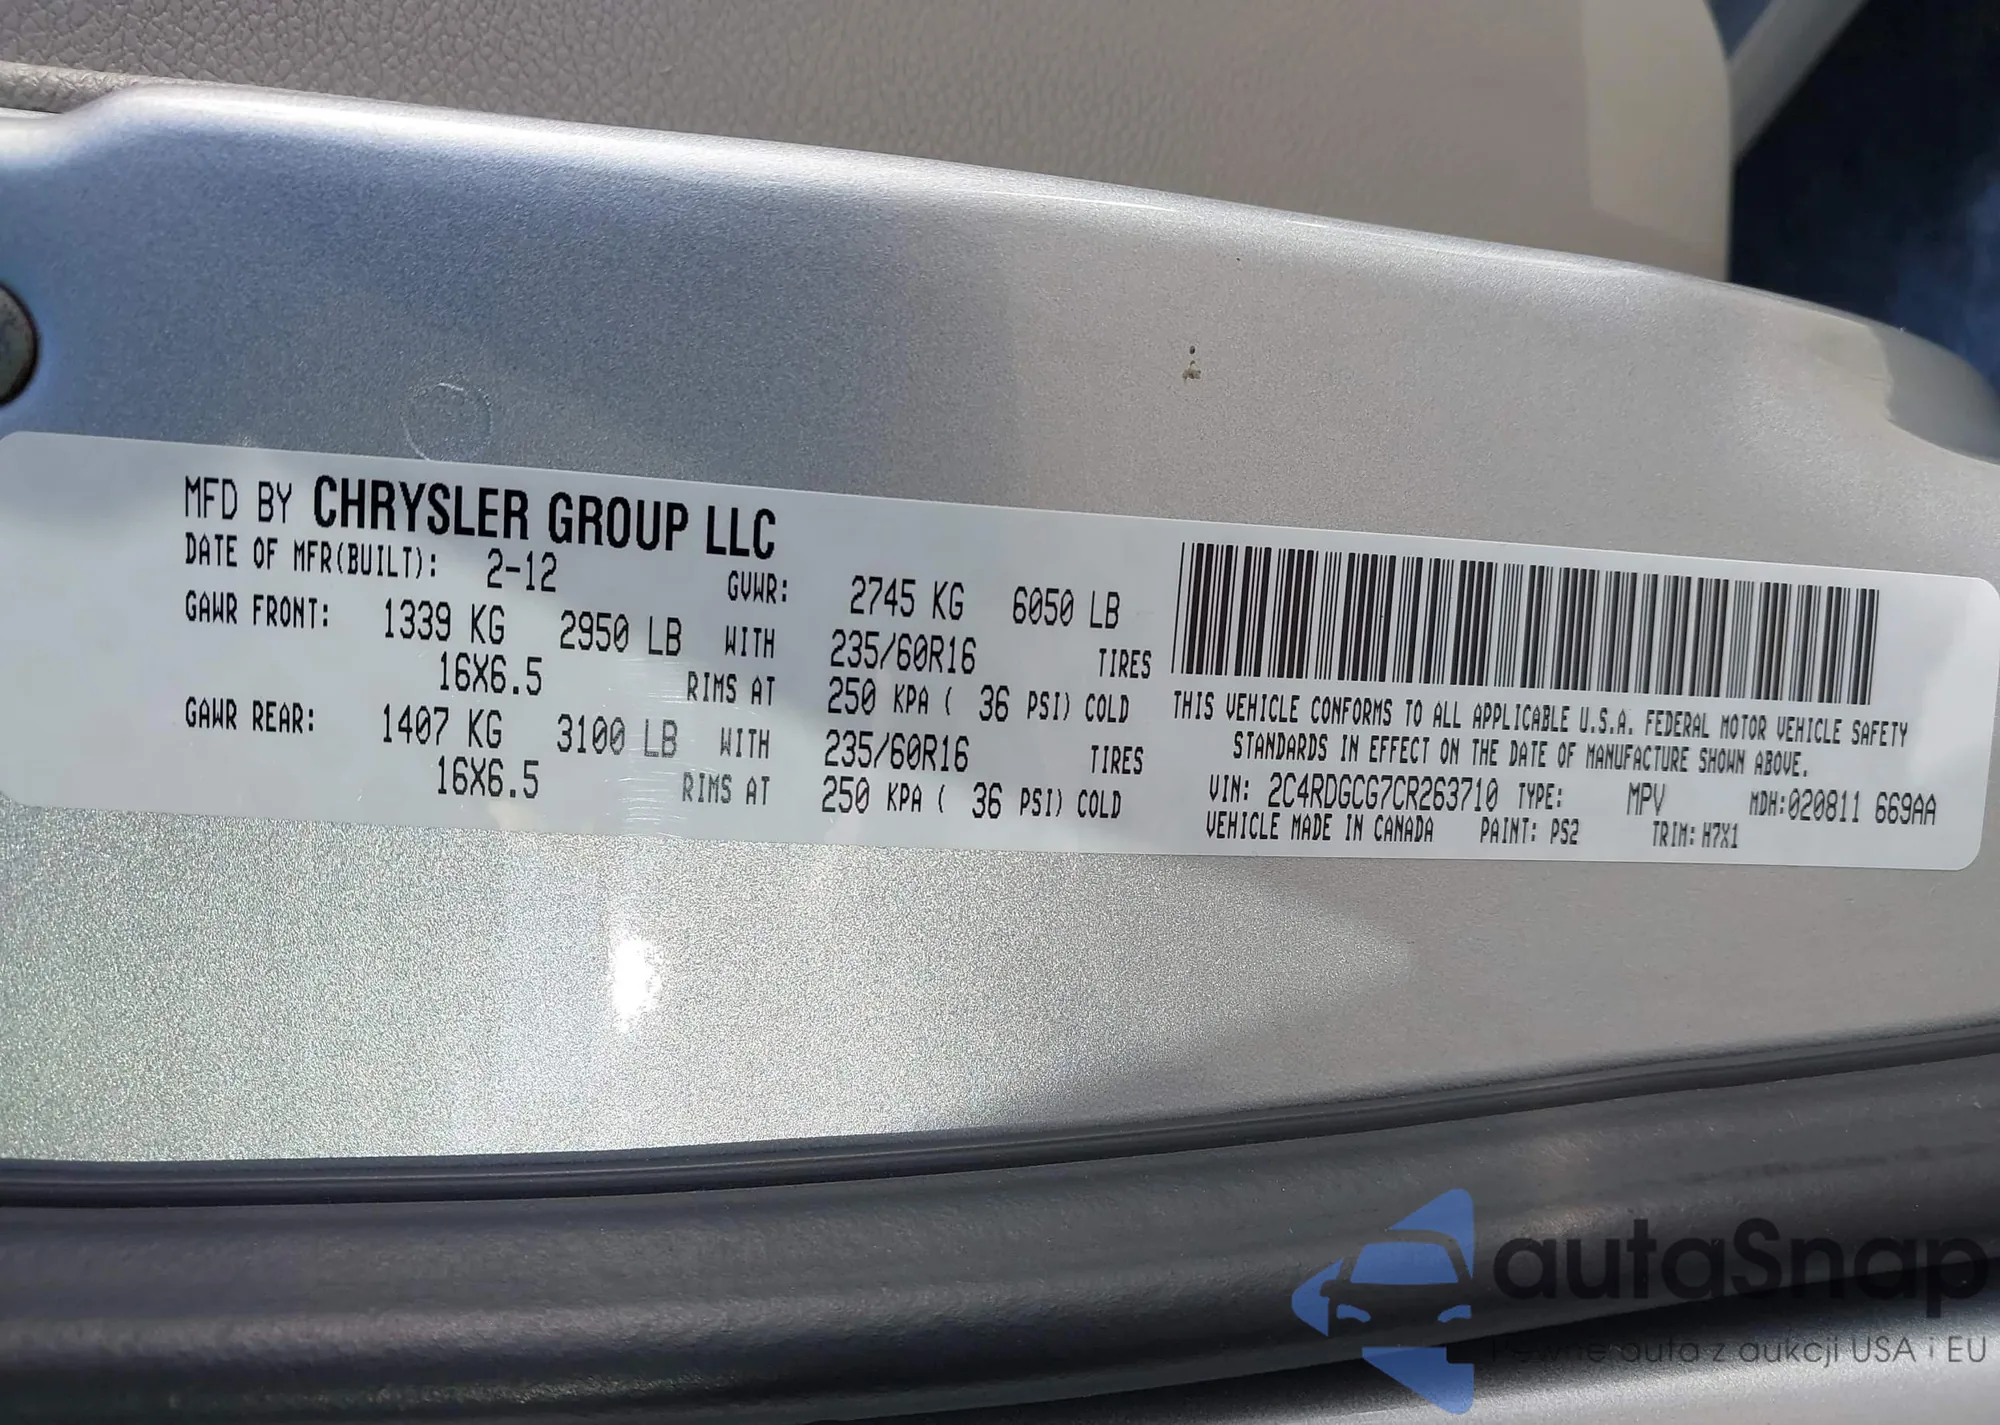 MFD BY CHRYSLER GROUP LLC
DATE OF MFR(BUILT): 2-12 GVWR: 2745 KG 6050 LB
GAWR FRONT: 1339 KG 2950 LB WITH 235/60R16 TIRES
16X6.5 RIMS AT 250 KPA ( 36 PSI) COLD
GAWR REAR: 1407 KG 3100 LB WITH 235/60R16 TIRES
16X6.5 RIMS AT 250 KPA ( 36 PSI) COLD
THIS VEHICLE CONFORMS TO ALL APPLICABLE U.S.A. FEDERAL MOTOR VEHICLE SAFETY
STANDARDS IN EFFECT ON THE DATE OF MANUFACTURE SHOWN ABOVE.
VIN: 2C4RDGCG7CR263710 TYPE: MPV MDH:020811 669AA
VEHICLE MADE IN CANADA PAINT: PS2 TRIM: H7X1
autaSnap
Pewne auta z aukcji USA i EU